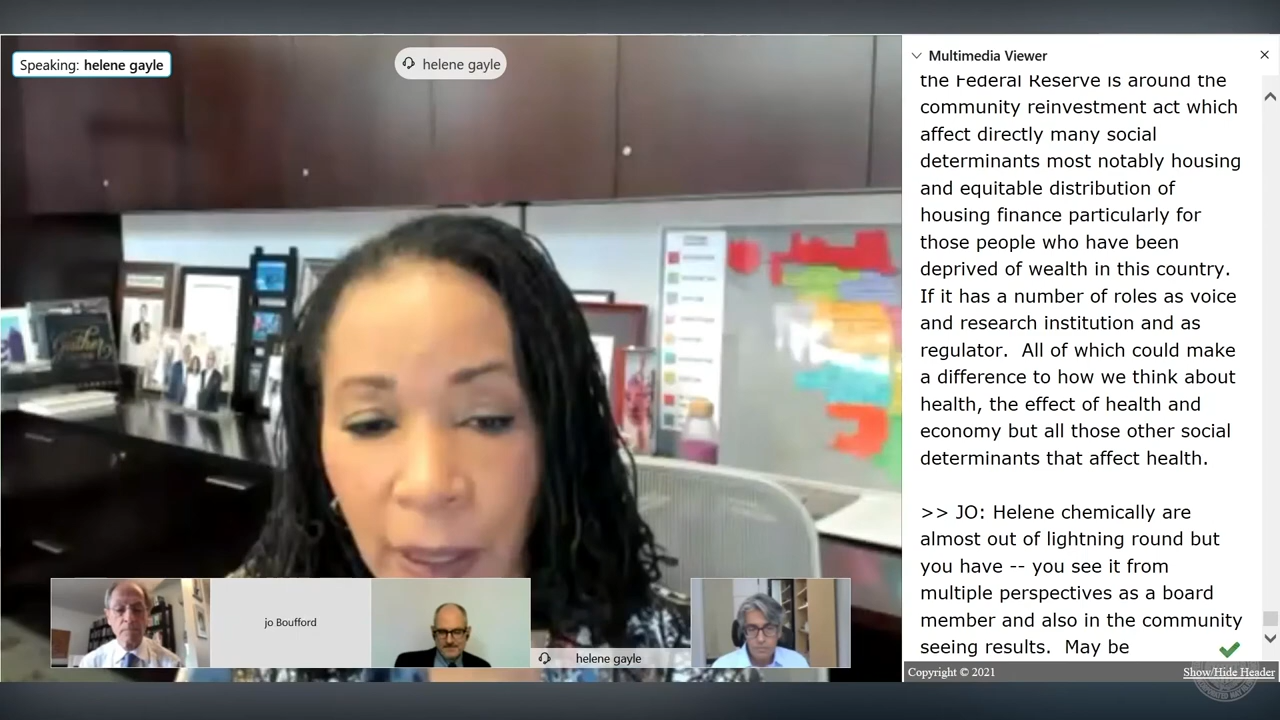 Speaking: helene gayle
helene gayle
Gather
jo Boufford
helene gayle
Multimedia Viewer
the Federal Reserve is around the
community reinvestment act which
affect directly many social
determinants most notably housing
and equitable distribution of
housing finance particularly for
those people who have been
deprived of wealth in this country.
If it has a number of roles as voice
and research institution and as
regulator.  All of which could make
a difference to how we think about
health, the effect of health and
economy but all those other social
determinants that affect health.
>> JO: Helene chemically are
almost out of lightning round but
you have -- you see it from
multiple perspectives as a board
member and also in the community
seeing results.  May be
Copyright © 2021
Show/Hide Header